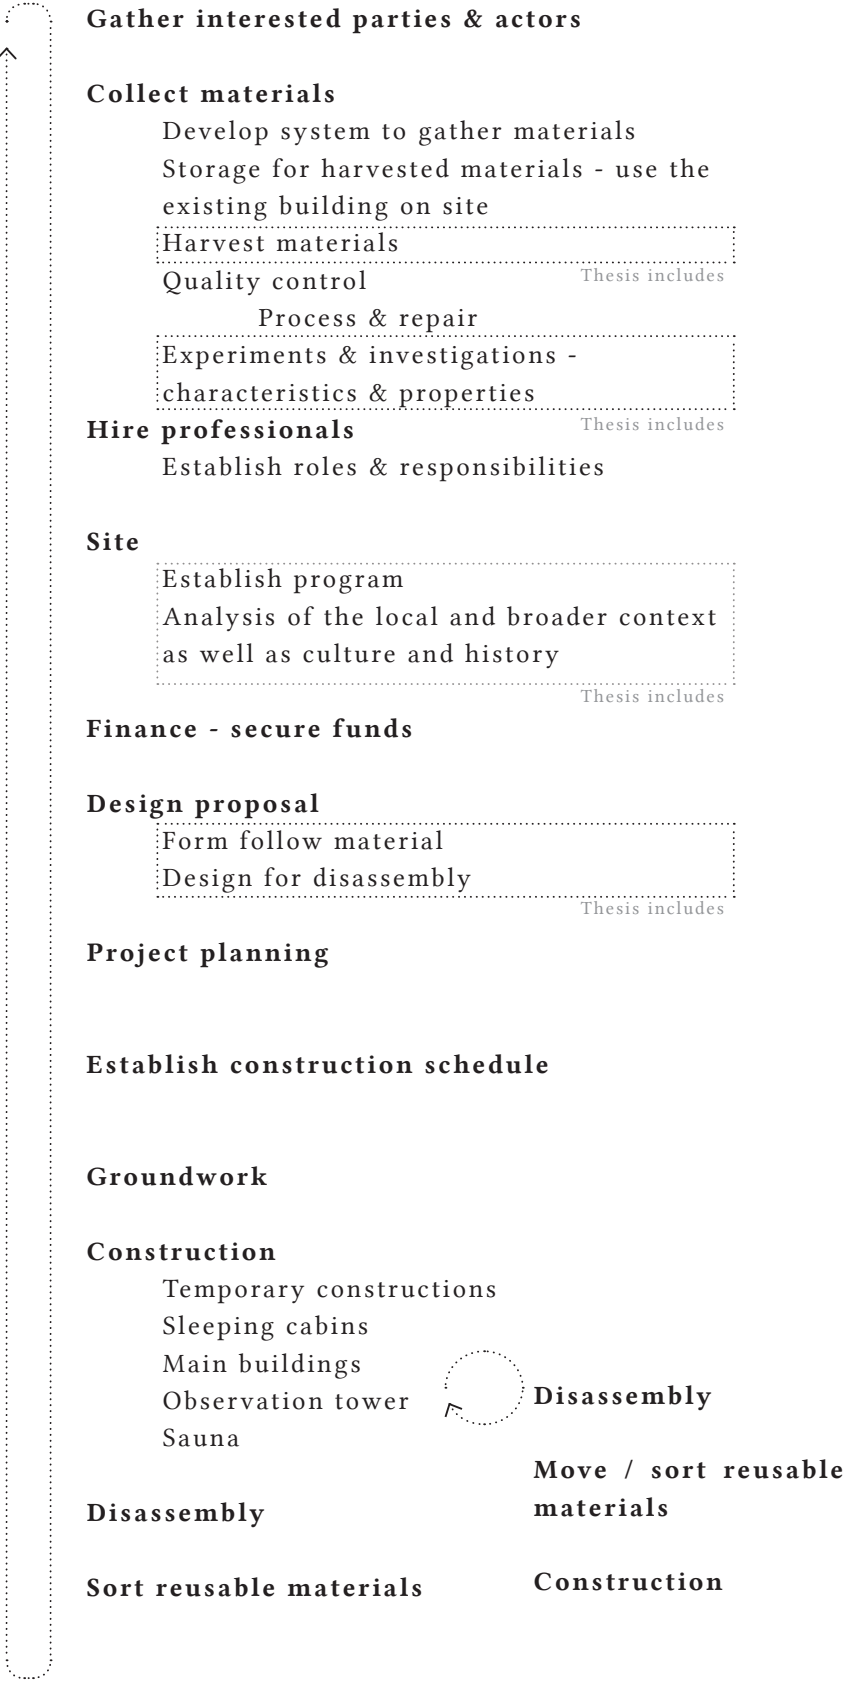 Gather interested parties & actors
Collect materials
Develop system to gather materials
Storage for harvested materials - use the
existing building on site
Harvest materials
Thesis includes
Quality control
Process & repair
Experiments & investigations -
characteristics & properties
Thesis includes
Hire professionals
Establish roles & responsibilities
Site
Establish program
Analysis of the local and broader context
as well as culture and history
Thesis includes
Finance - secure funds
Design proposal
Form follow material
Design for disassembly
Thesis includes
Project planning
Establish construction schedule
Groundwork
Construction
Temporary constructions
Sleeping cabins
Main buildings
Observation tower
Sauna
Disassembly
Sort reusable materials
Disassembly
Move / sort reusable
materials
Construction